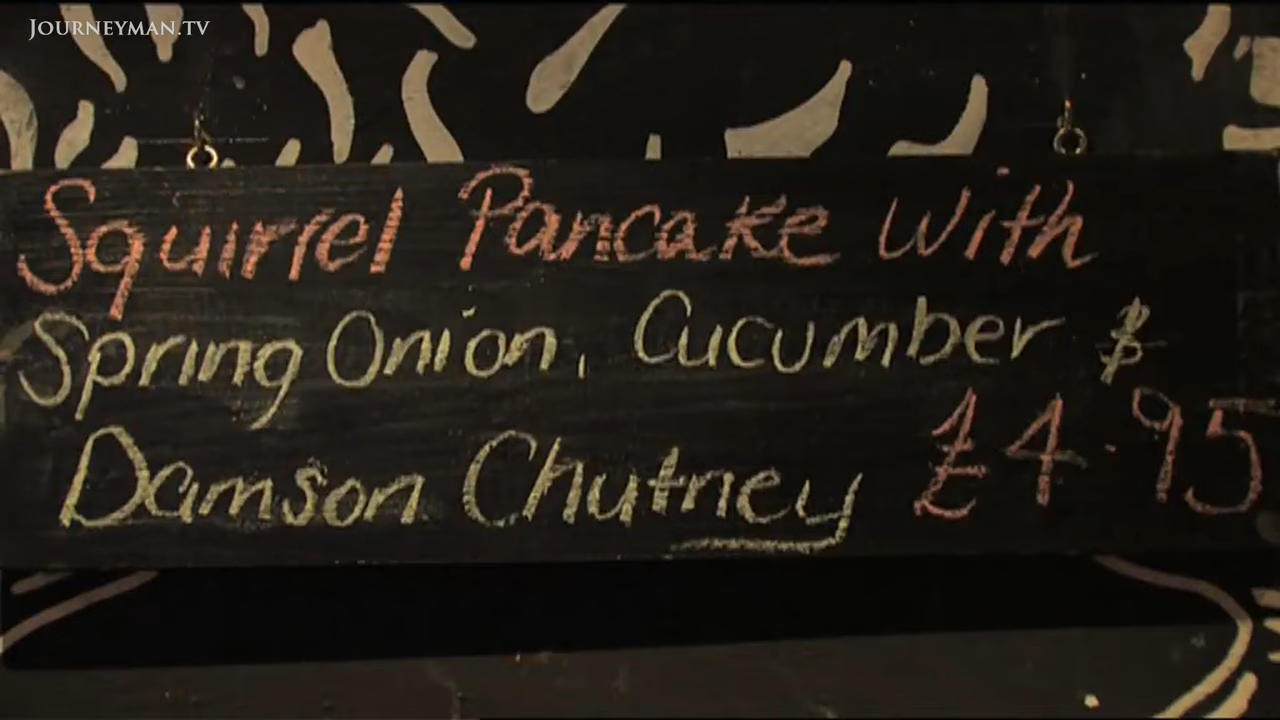 JOURNEYMAN.TV
Squirrel Pancake with
Spring Onion, Cucumber &
Damson Chutney £4.95